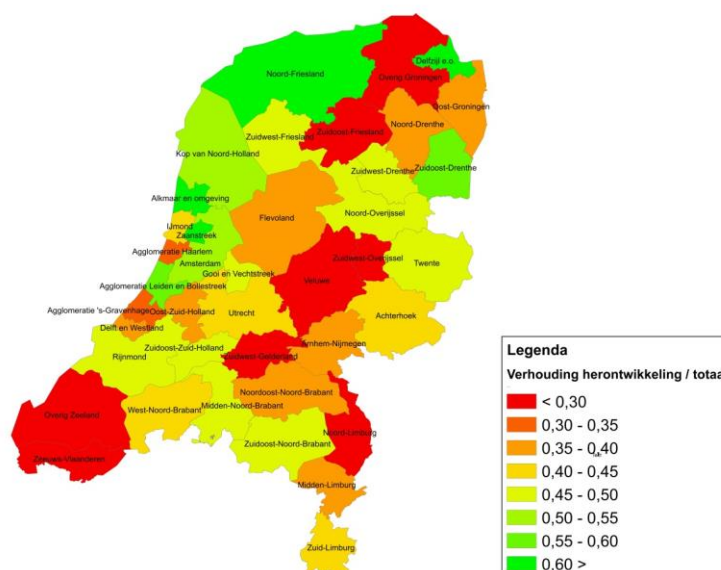 Noord-Friesland
Delfzijl e.o.
Overig Groningen
Oost-Groningen
Noord-Drenthe
Zuidwest-Friesland
Zuidoost-Friesland
Kop van Noord-Holland
Zuidwest-Drenthe
Zuidoost-Drenthe
Alkmaar en omgeving
Noord-Overijssel
Flevoland
IJmond
Zaanstreek
Agglomeratie Haarlem
Zuidwest-Overijssel
Amsterdam
Twente
Gooi en Vechtstreek
Veluwe
Agglomeratie Leiden en Bollestreek
Agglomeratie 's-Gravenhage
Oost-Zuid-Holland
Utrecht
Achterhoek
Delft en Westland
Arnhem-Nijmegen
Zuidoost-Zuid-Holland
Rijnmond
Zuidwest-Gelderland
Noordoost-Noord-Brabant
Midden-Noord-Brabant
West-Noord-Brabant
Overig Zeeland
Noord-Limburg
Zuidoost-Noord-Brabant
Zeeuws-Vlaanderen
Midden-Limburg
Zuid-Limburg
Legenda
Verhouding herontwikkeling / totaa
< 0,30
0,30 - 0,35
0,35 - 0,40
0,40 - 0,45
0,45 - 0,50
0,50 - 0,55
0,55 - 0,60
0,60 >